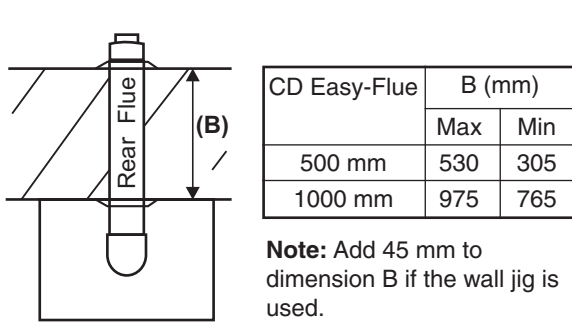 Rear Flue
(B)
CD Easy-Flue
B (mm)
Max
Min
500 mm
530
305
1000 mm
975
765
Note: Add 45 mm to
dimension B if the wall jig is
used.